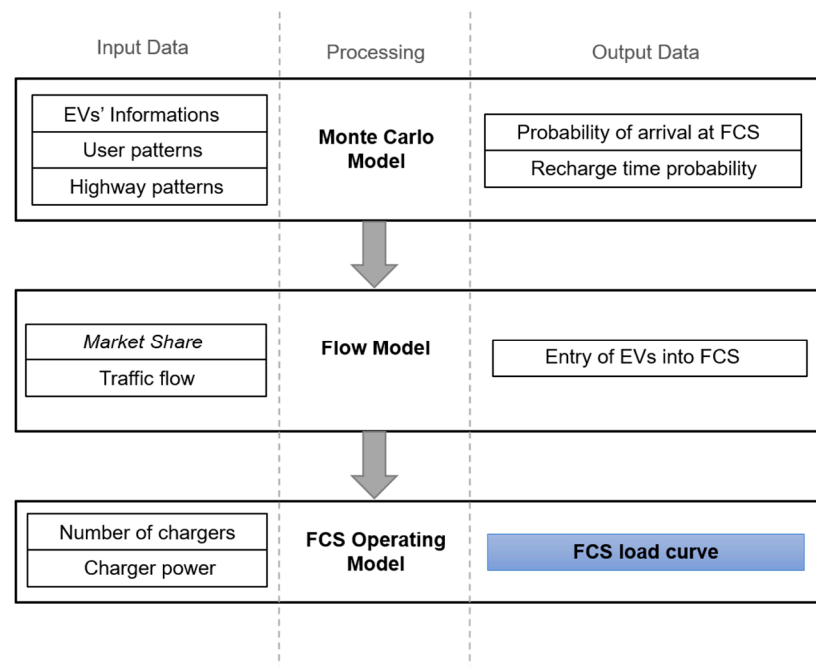 Input Data
Processing
Output Data
EVs' Informations
User patterns
Highway patterns
Monte Carlo
Model
Probability of arrival at FCS
Recharge time probability
Market Share
Traffic flow
Flow Model
Entry of EVs into FCS
Number of chargers
Charger power
FCS Operating
Model
FCS load curve